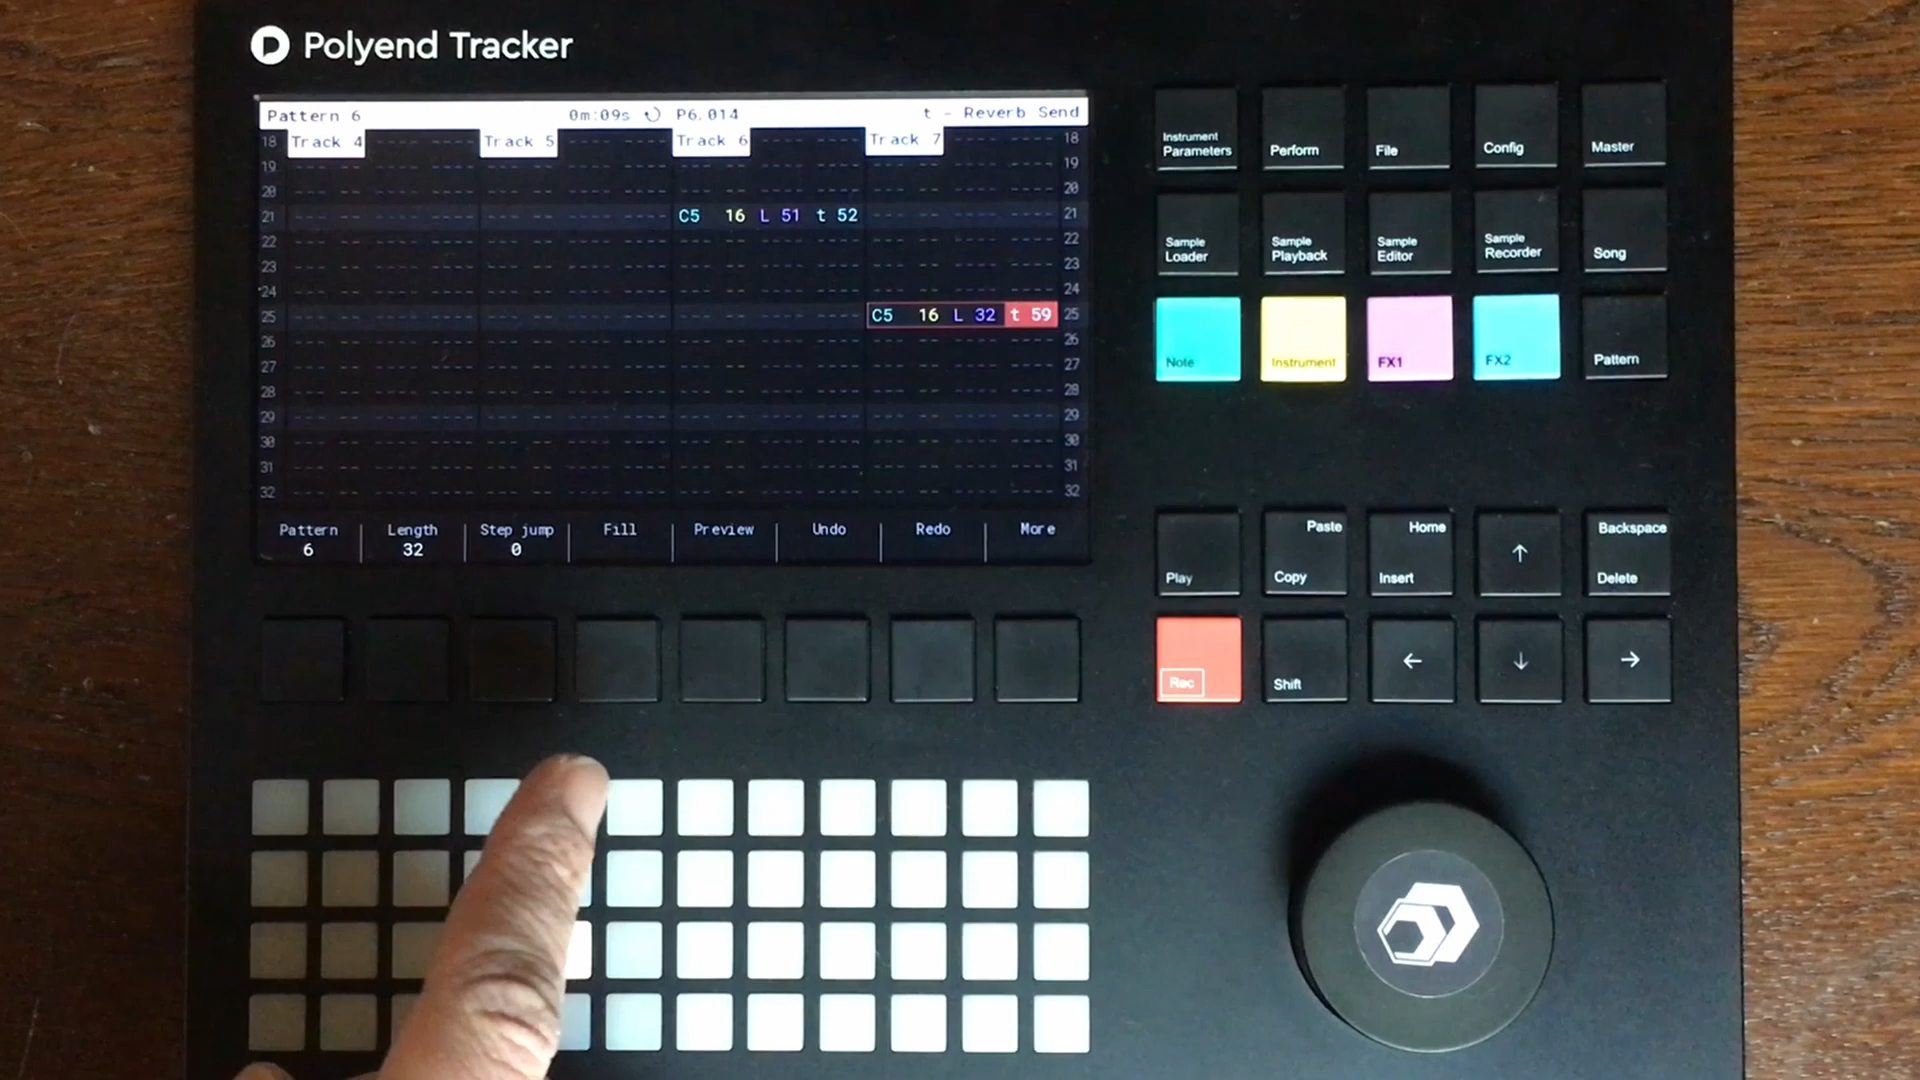 Polyend Tracker
Pattern 6 0m:09s P6.014 t - Reverb Send
18 Track 4 Track 5 Track 6 Track 7 18
19 19
20 20
21 C5 16 L 51 t 52 21
22 22
23 23
24 24
25 C5 16 L 32 t 59 25
26 26
27 27
28 28
29 29
30 30
31 31
32 32
Pattern Length Step jump Fill Preview Undo Redo More
6 32 0
Instrument
Parameters
Perform
File
Config
Master
Sample
Loader
Sample
Playback
Sample
Editor
Sample
Recorder
Song
Note
Instrument
FX1
FX2
Pattern
Play
Paste
Copy
Home
Insert
↑
Backspace
Delete
Rec
Shift
←
↓
→